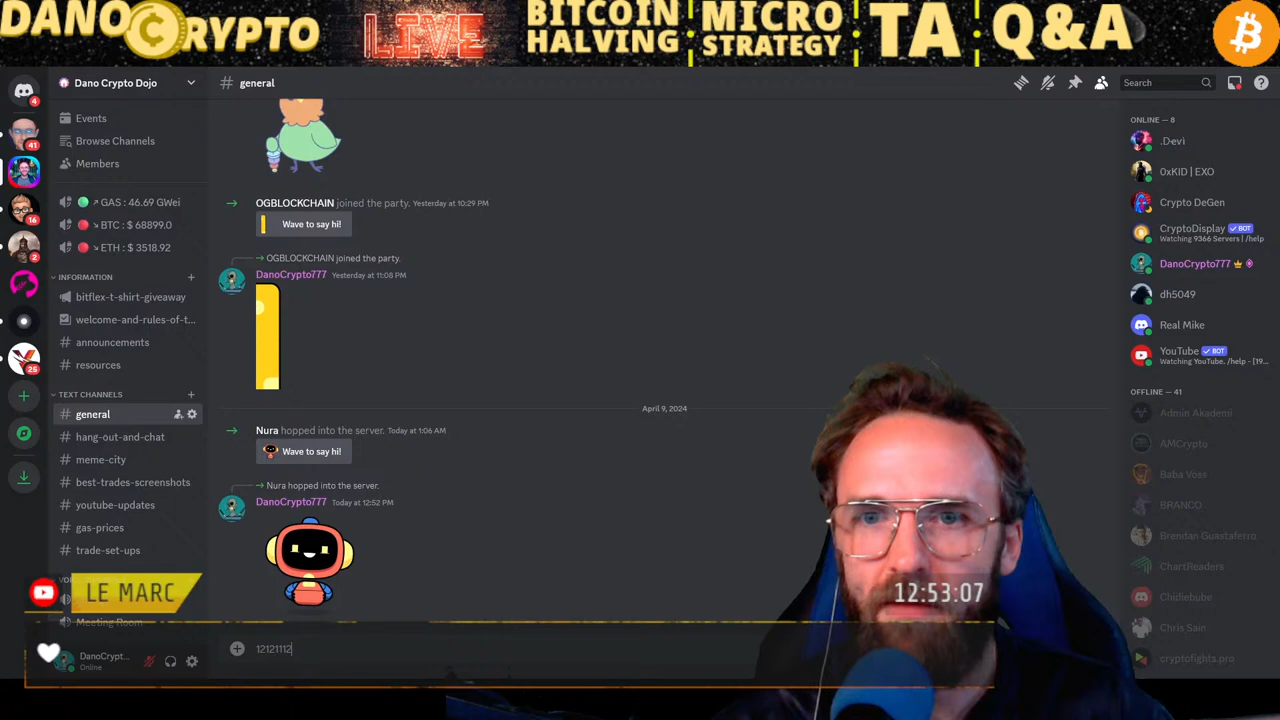 DANO CRYPTO
LIVE
BITCOIN HALVING
MICRO STRATEGY
TA
Q&A
Dano Crypto Dojo
general
Search
4
41
16
2
25
Events
Browse Channels
Members
GAS : 46.69 GWei
BTC : $ 68899.0
ETH : $ 3518.92
INFORMATION
bitflex-t-shirt-giveaway
welcome-and-rules-of-t...
announcements
resources
TEXT CHANNELS
general
hang-out-and-chat
meme-city
best-trades-screenshots
youtube-updates
gas-prices
trade-set-ups
Meeting Room
LE MARC
DanoCrypt...
Online
OGBLOCKCHAIN joined the party. Yesterday at 10:29 PM
Wave to say hi!
OGBLOCKCHAIN joined the party.
DanoCrypto777 Yesterday at 11:08 PM
April 9, 2024
Nura hopped into the server. Today at 1:06 AM
Wave to say hi!
Nura hopped into the server.
DanoCrypto777 Today at 12:52 PM
12121112
12:53:07
ONLINE — 8
.Devi
0xKID | EXO
Crypto DeGen
CryptoDisplay BOT
Watching 9366 Servers | /help
DanoCrypto777
dh5049
Real Mike
YouTube BOT
Watching YouTube. /help - [19...
OFFLINE — 41
Admin Akademi
AMCrypto
Baba Voss
BRANCO
Brendan Guastaferro
ChartReaders
Chidiebube
Chris Sain
cryptofights.pro